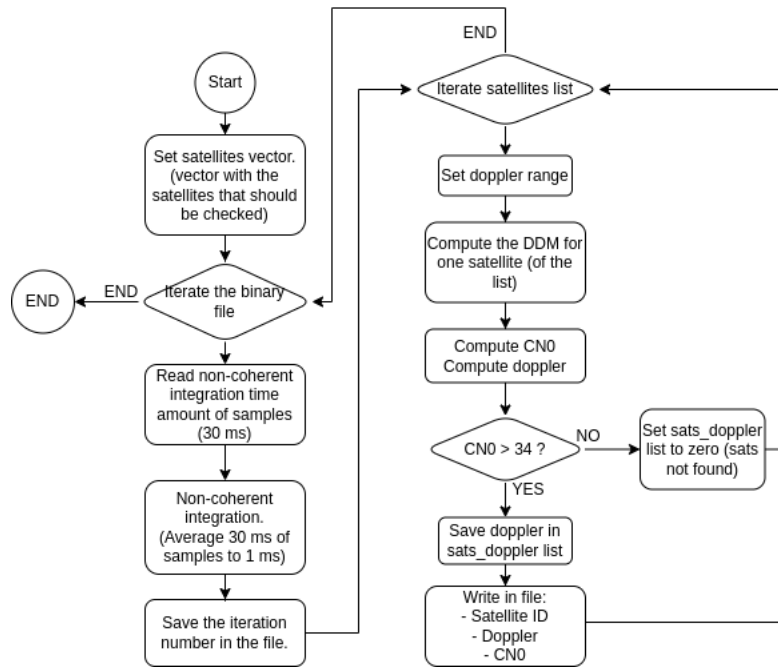 Start
Set satellites vector.
(vector with the
satellites that should
be checked)
Iterate the binary
file
END
END
Read non-coherent
integration time
amount of samples
(30 ms)
Non-coherent
integration.
(Average 30 ms of
samples to 1 ms)
Save the iteration
number in the file.
END
Iterate satellites list
Set doppler range
Compute the DDM for
one satellite (of the
list)
Compute CN0
Compute doppler
CN0 > 34 ?
NO
Set sats_doppler
list to zero (sats
not found)
YES
Save doppler in
sats_doppler list
Write in file:
- Satellite ID
- Doppler
- CN0